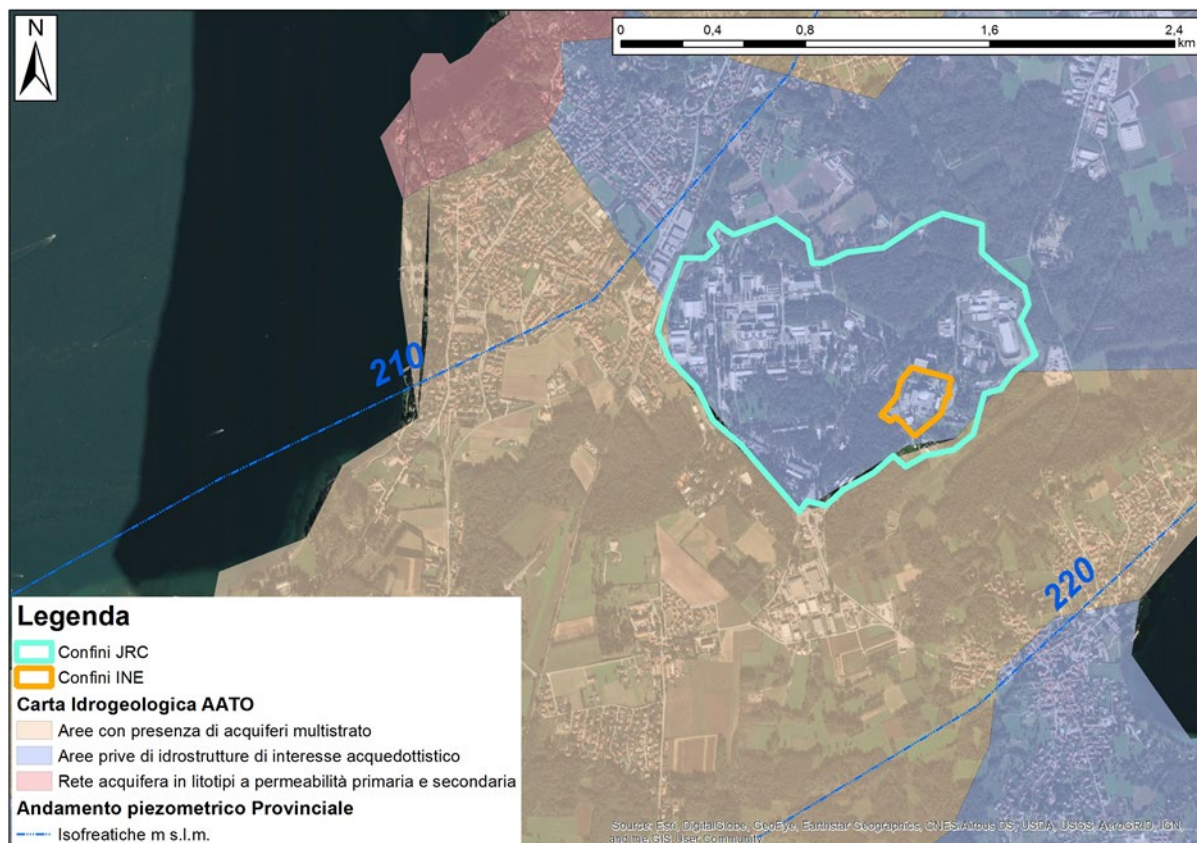 N
0 0,4 0,8 1,6 2,4
km
210
220
Legenda
Confini JRC
Confini INE
Carta Idrogeologica AATO
Aree con presenza di acquiferi multistrato
Aree prive di idrostrutture di interesse acquedottistico
Rete acquifera in litotipi a permeabilità primaria e secondaria
Andamento piezometrico Provinciale
Isofreatiche m s.l.m.
Source: Esri, DigitalGlobe, GeoEye, Earthstar Geographics, CNES/Airbus DS, USDA, USGS, AeroGRID, IGN,
and the GIS User Community